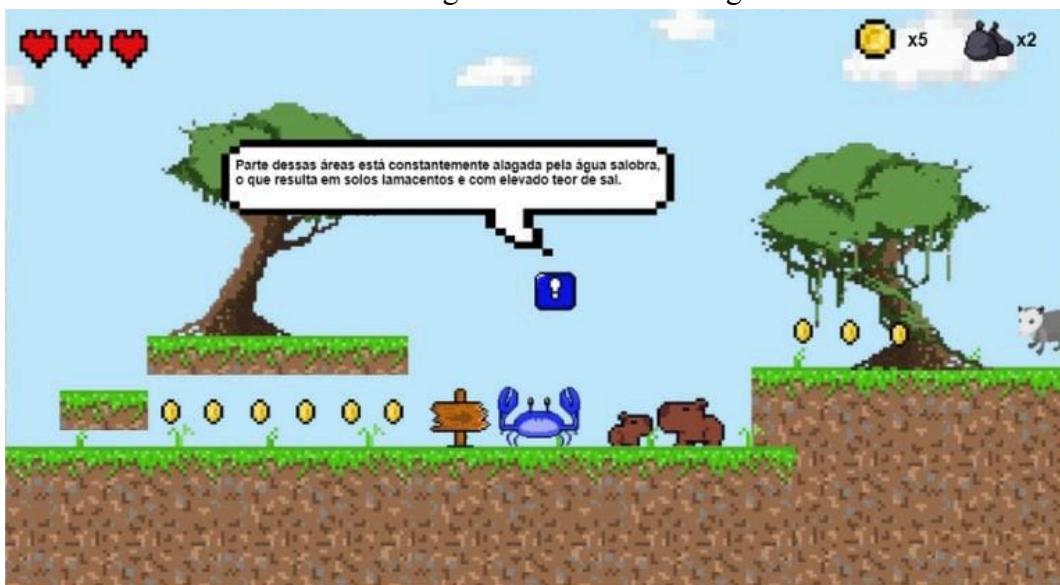 x5
x2
Parte dessas áreas está constantemente alagada pela água salobra,
o que resulta em solos lamacentos e com elevado teor de sal.